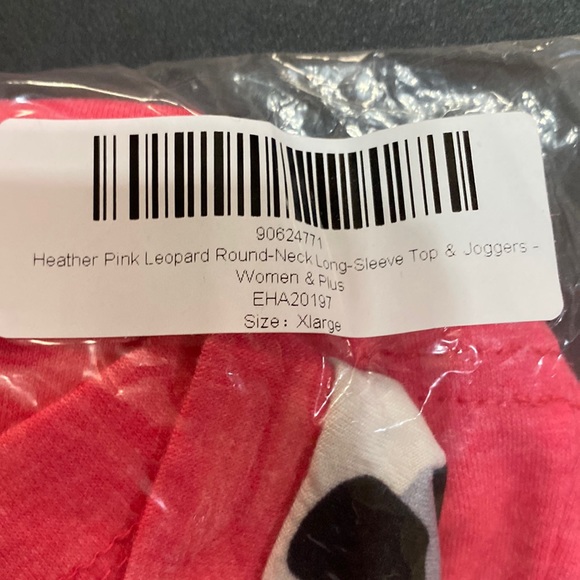 90624771
Heather Pink Leopard Round-Neck Long-Sleeve Top & Joggers -
Women & Plus
EHA20197
Size: Xlarge